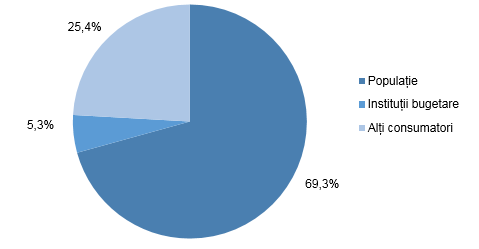 25,4%
5,3%
69,3%
Populație
Instituții bugetare
Alți consumatori